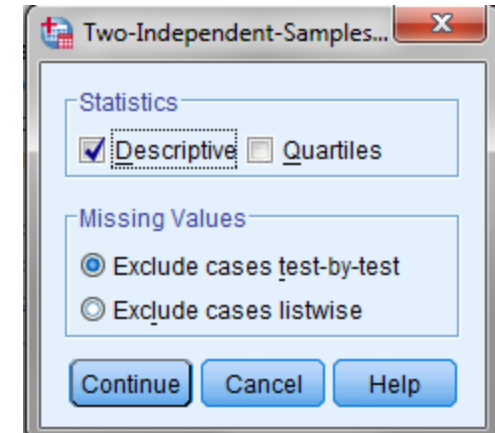 Two-Independent-Samples...
Statistics
Descriptive Quartiles
Missing Values
Exclude cases test-by-test
Exclude cases listwise
Continue Cancel Help